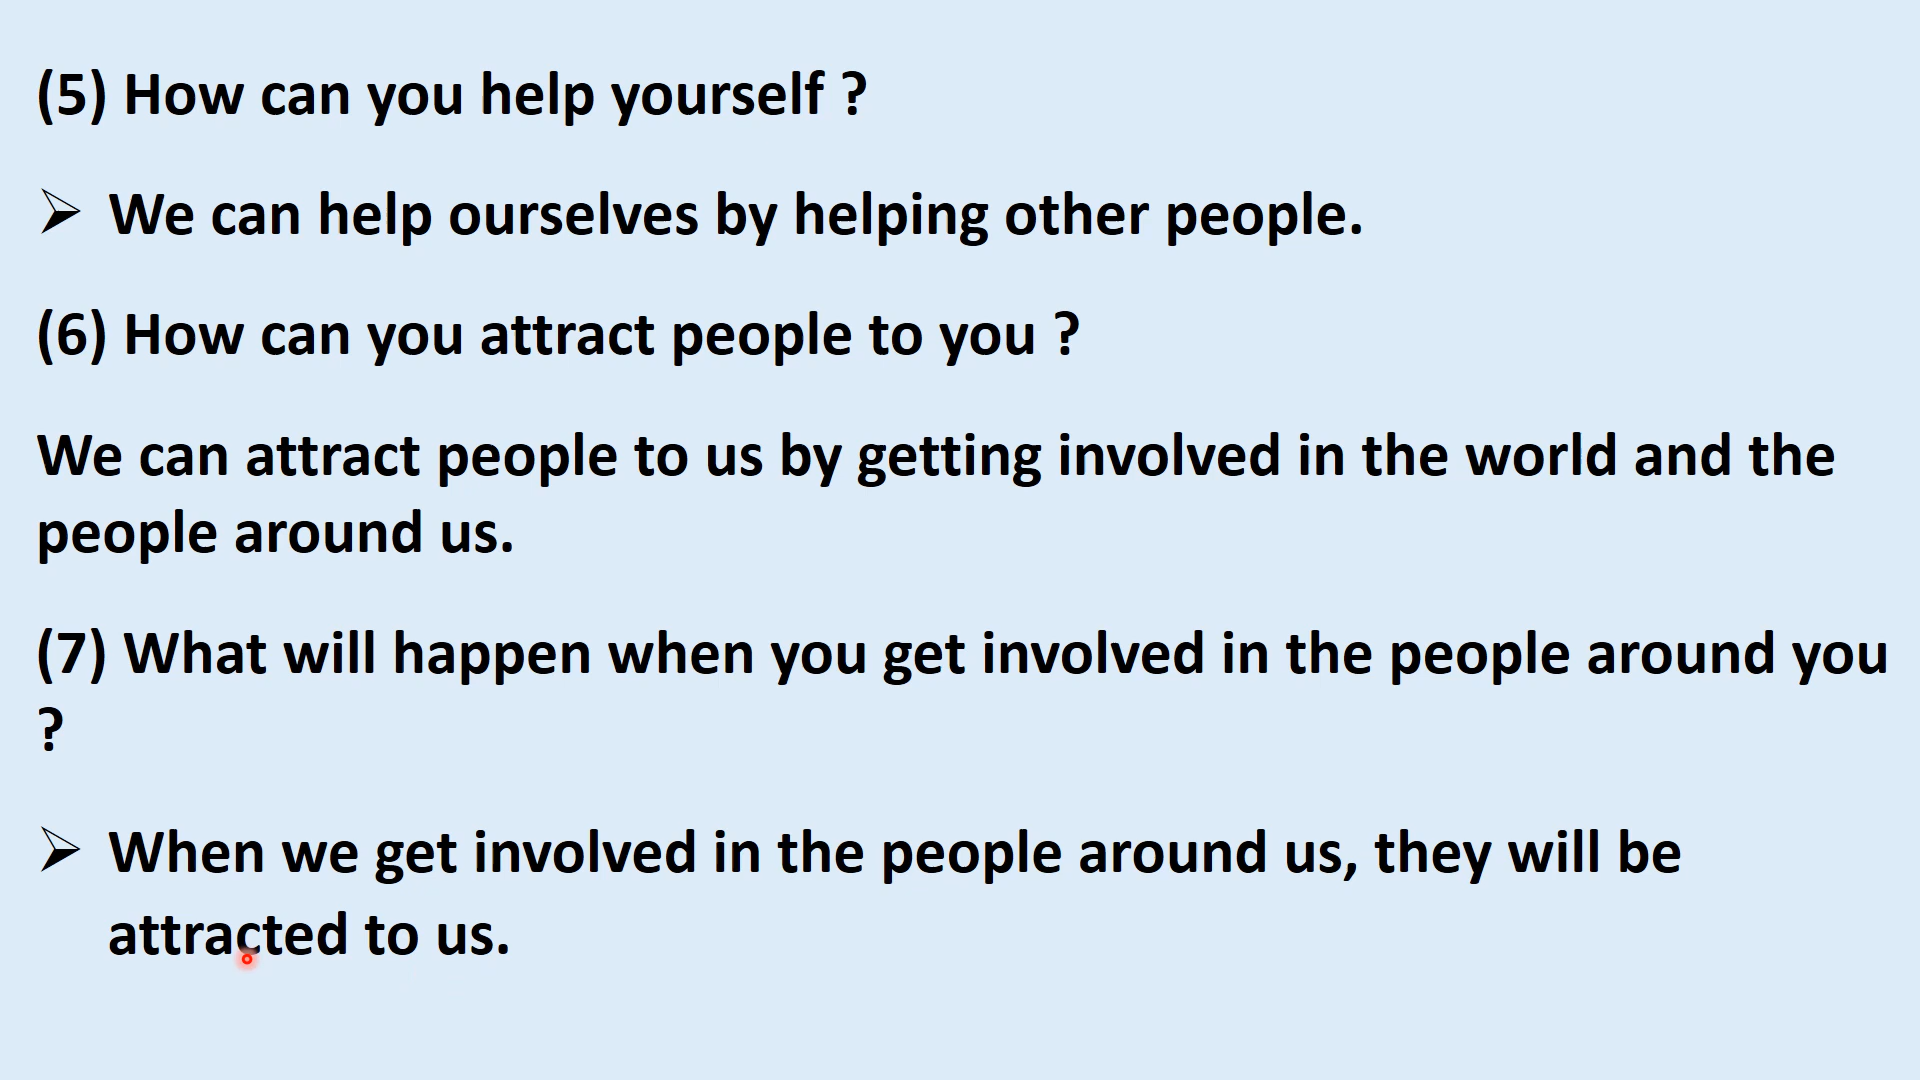 (5) How can you help yourself ?
➢ We can help ourselves by helping other people.
(6) How can you attract people to you ?
We can attract people to us by getting involved in the world and the
people around us.
(7) What will happen when you get involved in the people around you
?
➢ When we get involved in the people around us, they will be
attracted to us.